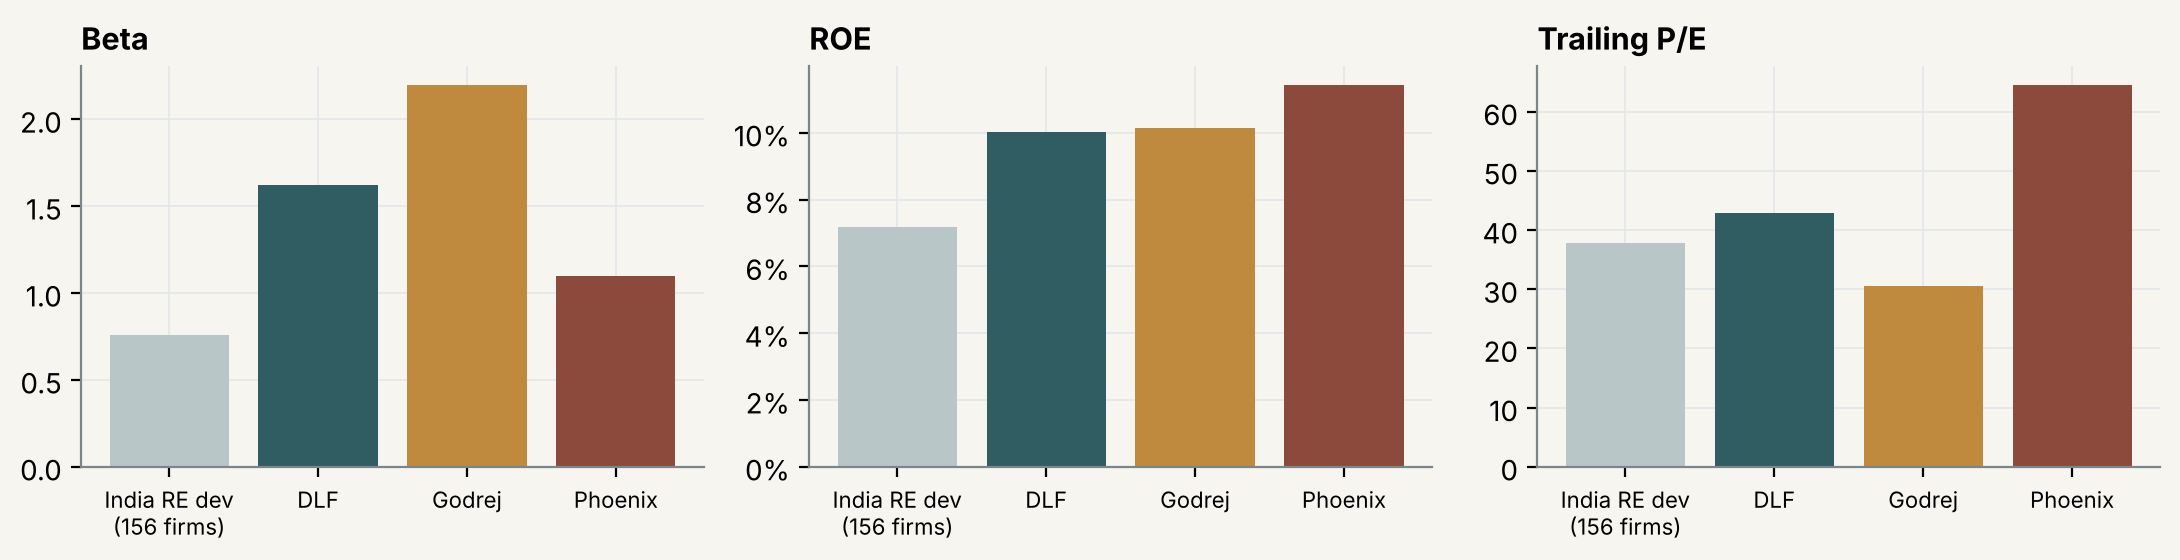 Beta
2.0
1.5
1.0
0.5
0.0
India RE dev
(156 firms)
DLF
Godrej
Phoenix
ROE
10%
8%
6%
4%
2%
0%
India RE dev
(156 firms)
DLF
Godrej
Phoenix
Trailing P/E
60
50
40
30
20
10
0
India RE dev
(156 firms)
DLF
Godrej
Phoenix